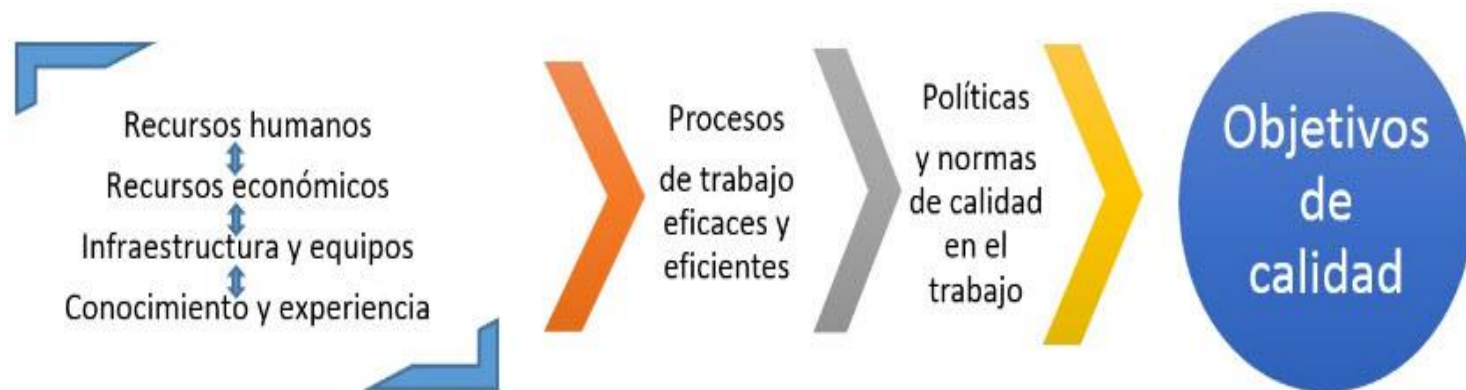 Recursos humanos
Recursos económicos
Infraestructura y equipos
Conocimiento y experiencia
Procesos
de trabajo
eficaces y
eficientes
Políticas
y normas
de calidad
en el
trabajo
Objetivos
de
calidad